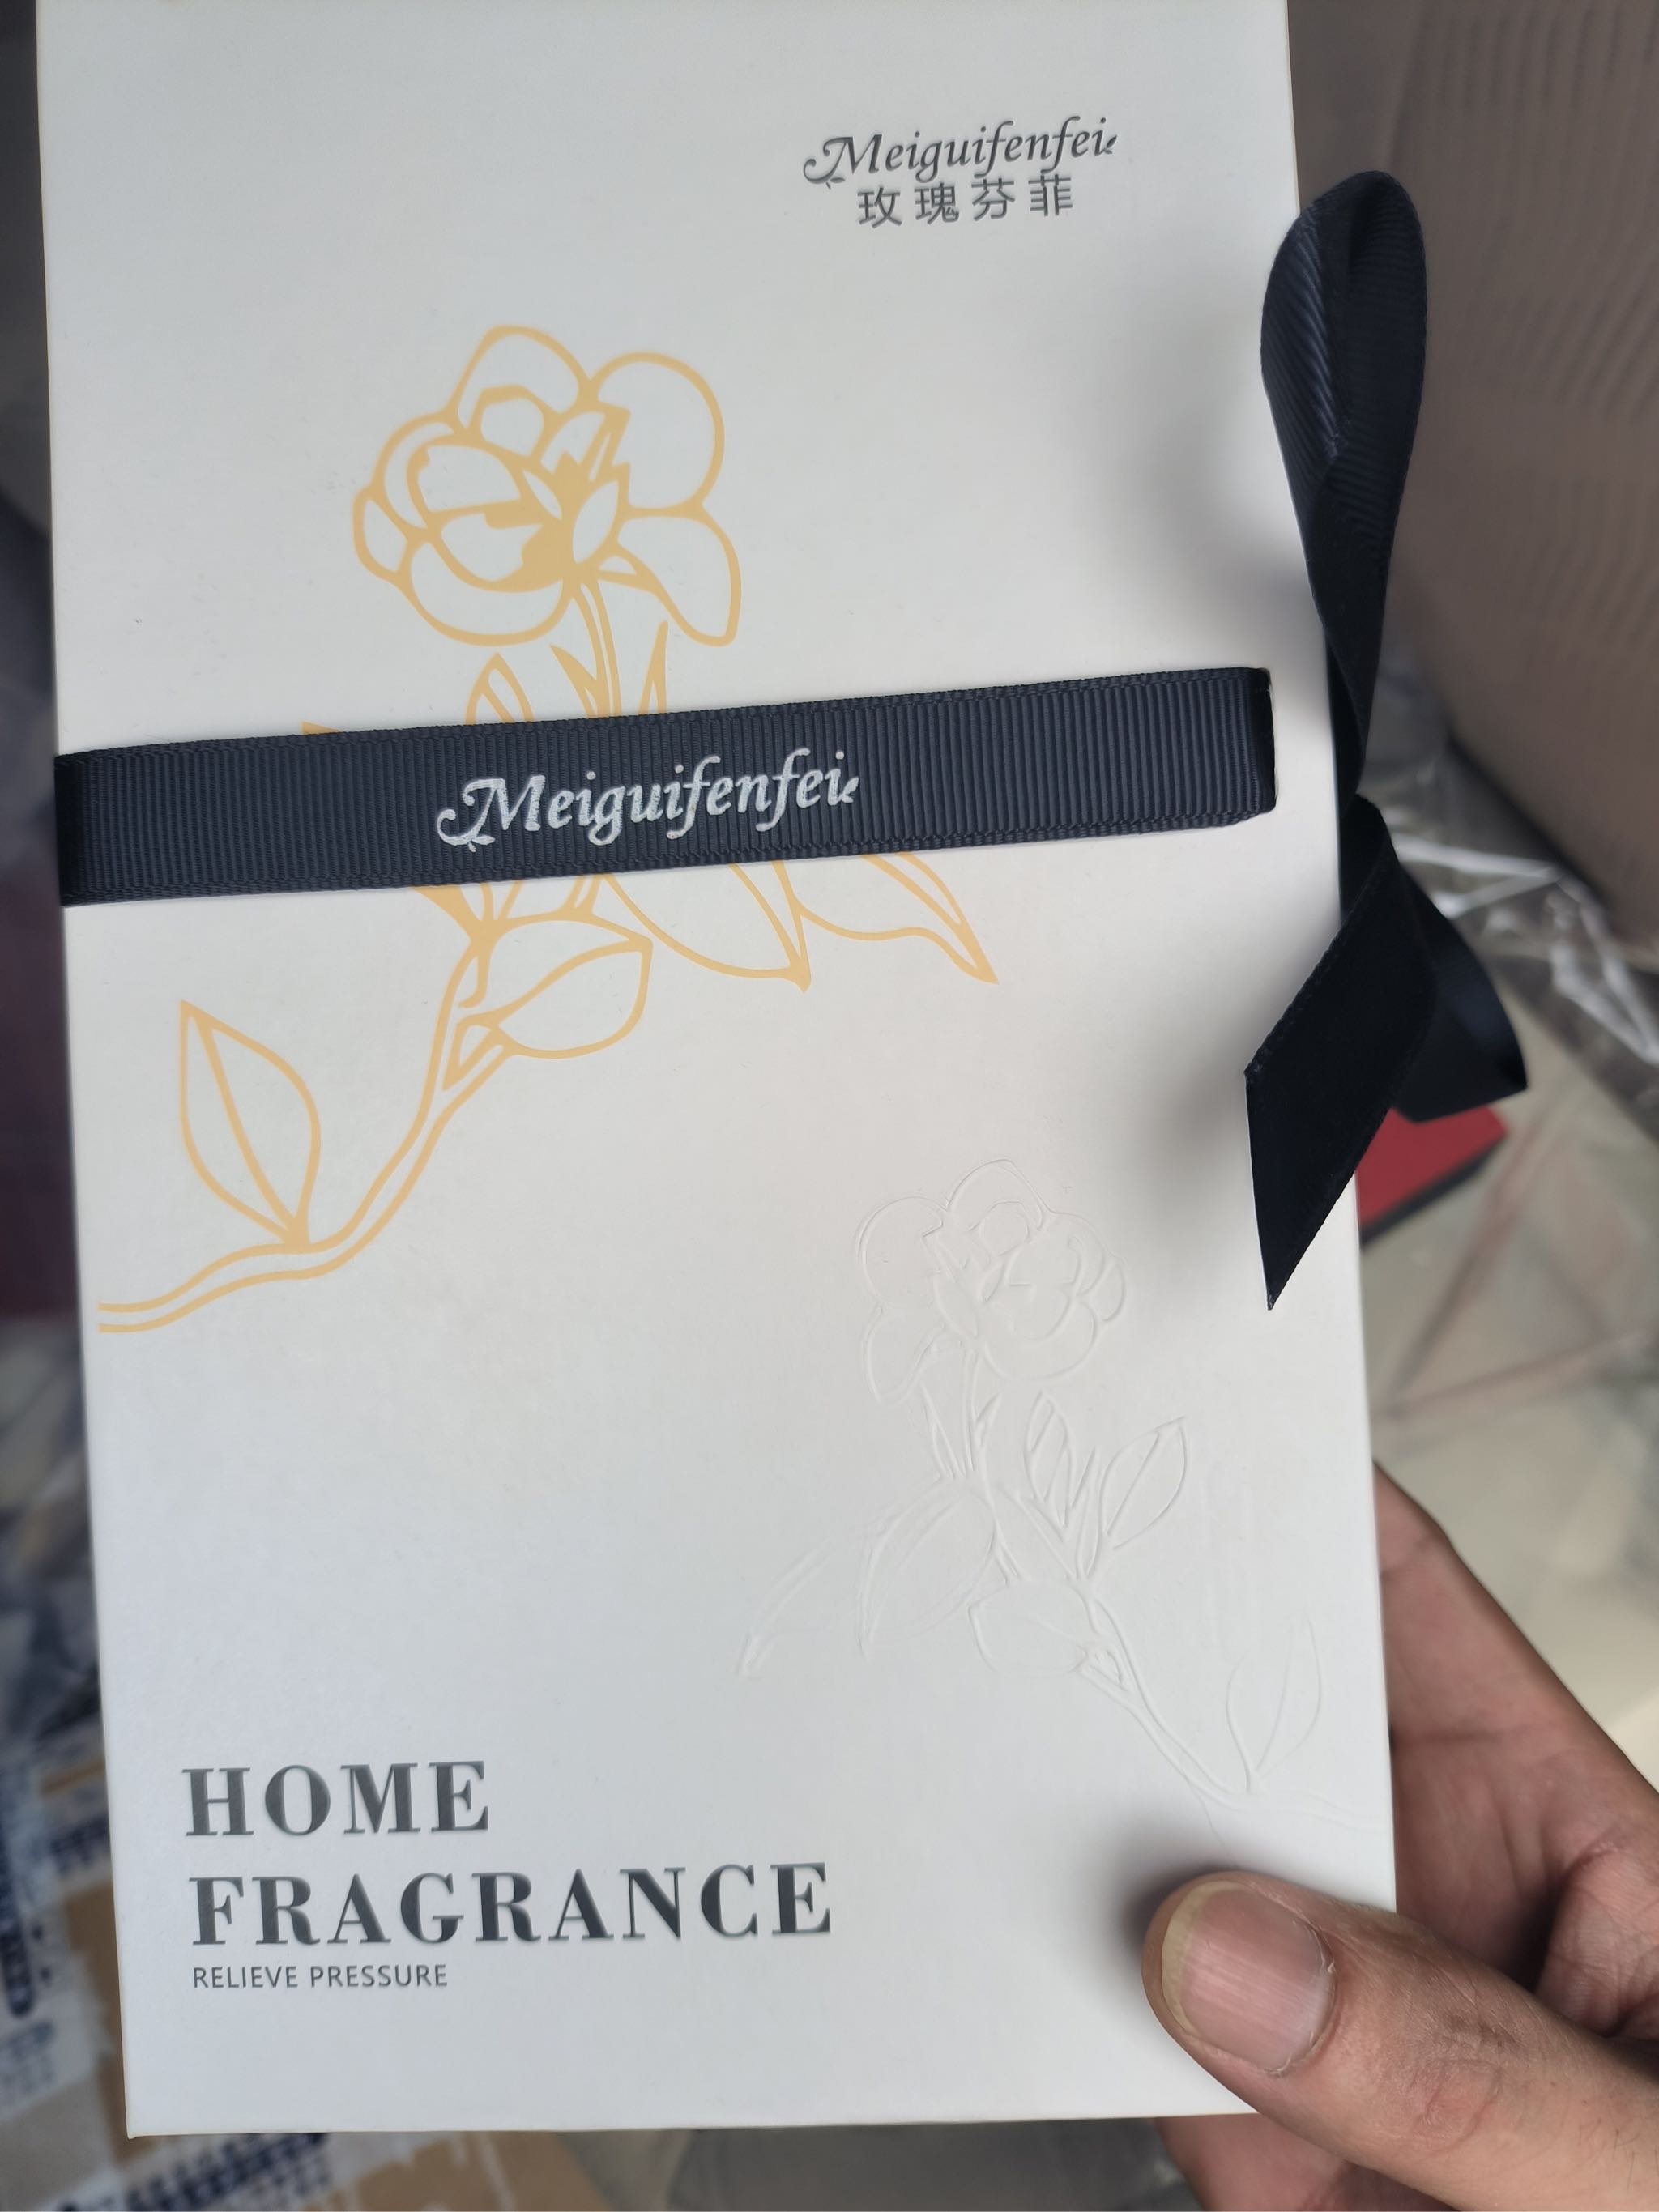 Meiguifenfei
玫瑰芬菲
Meiguifenfei
HOME
FRAGRANCE
RELIEVE PRESSURE